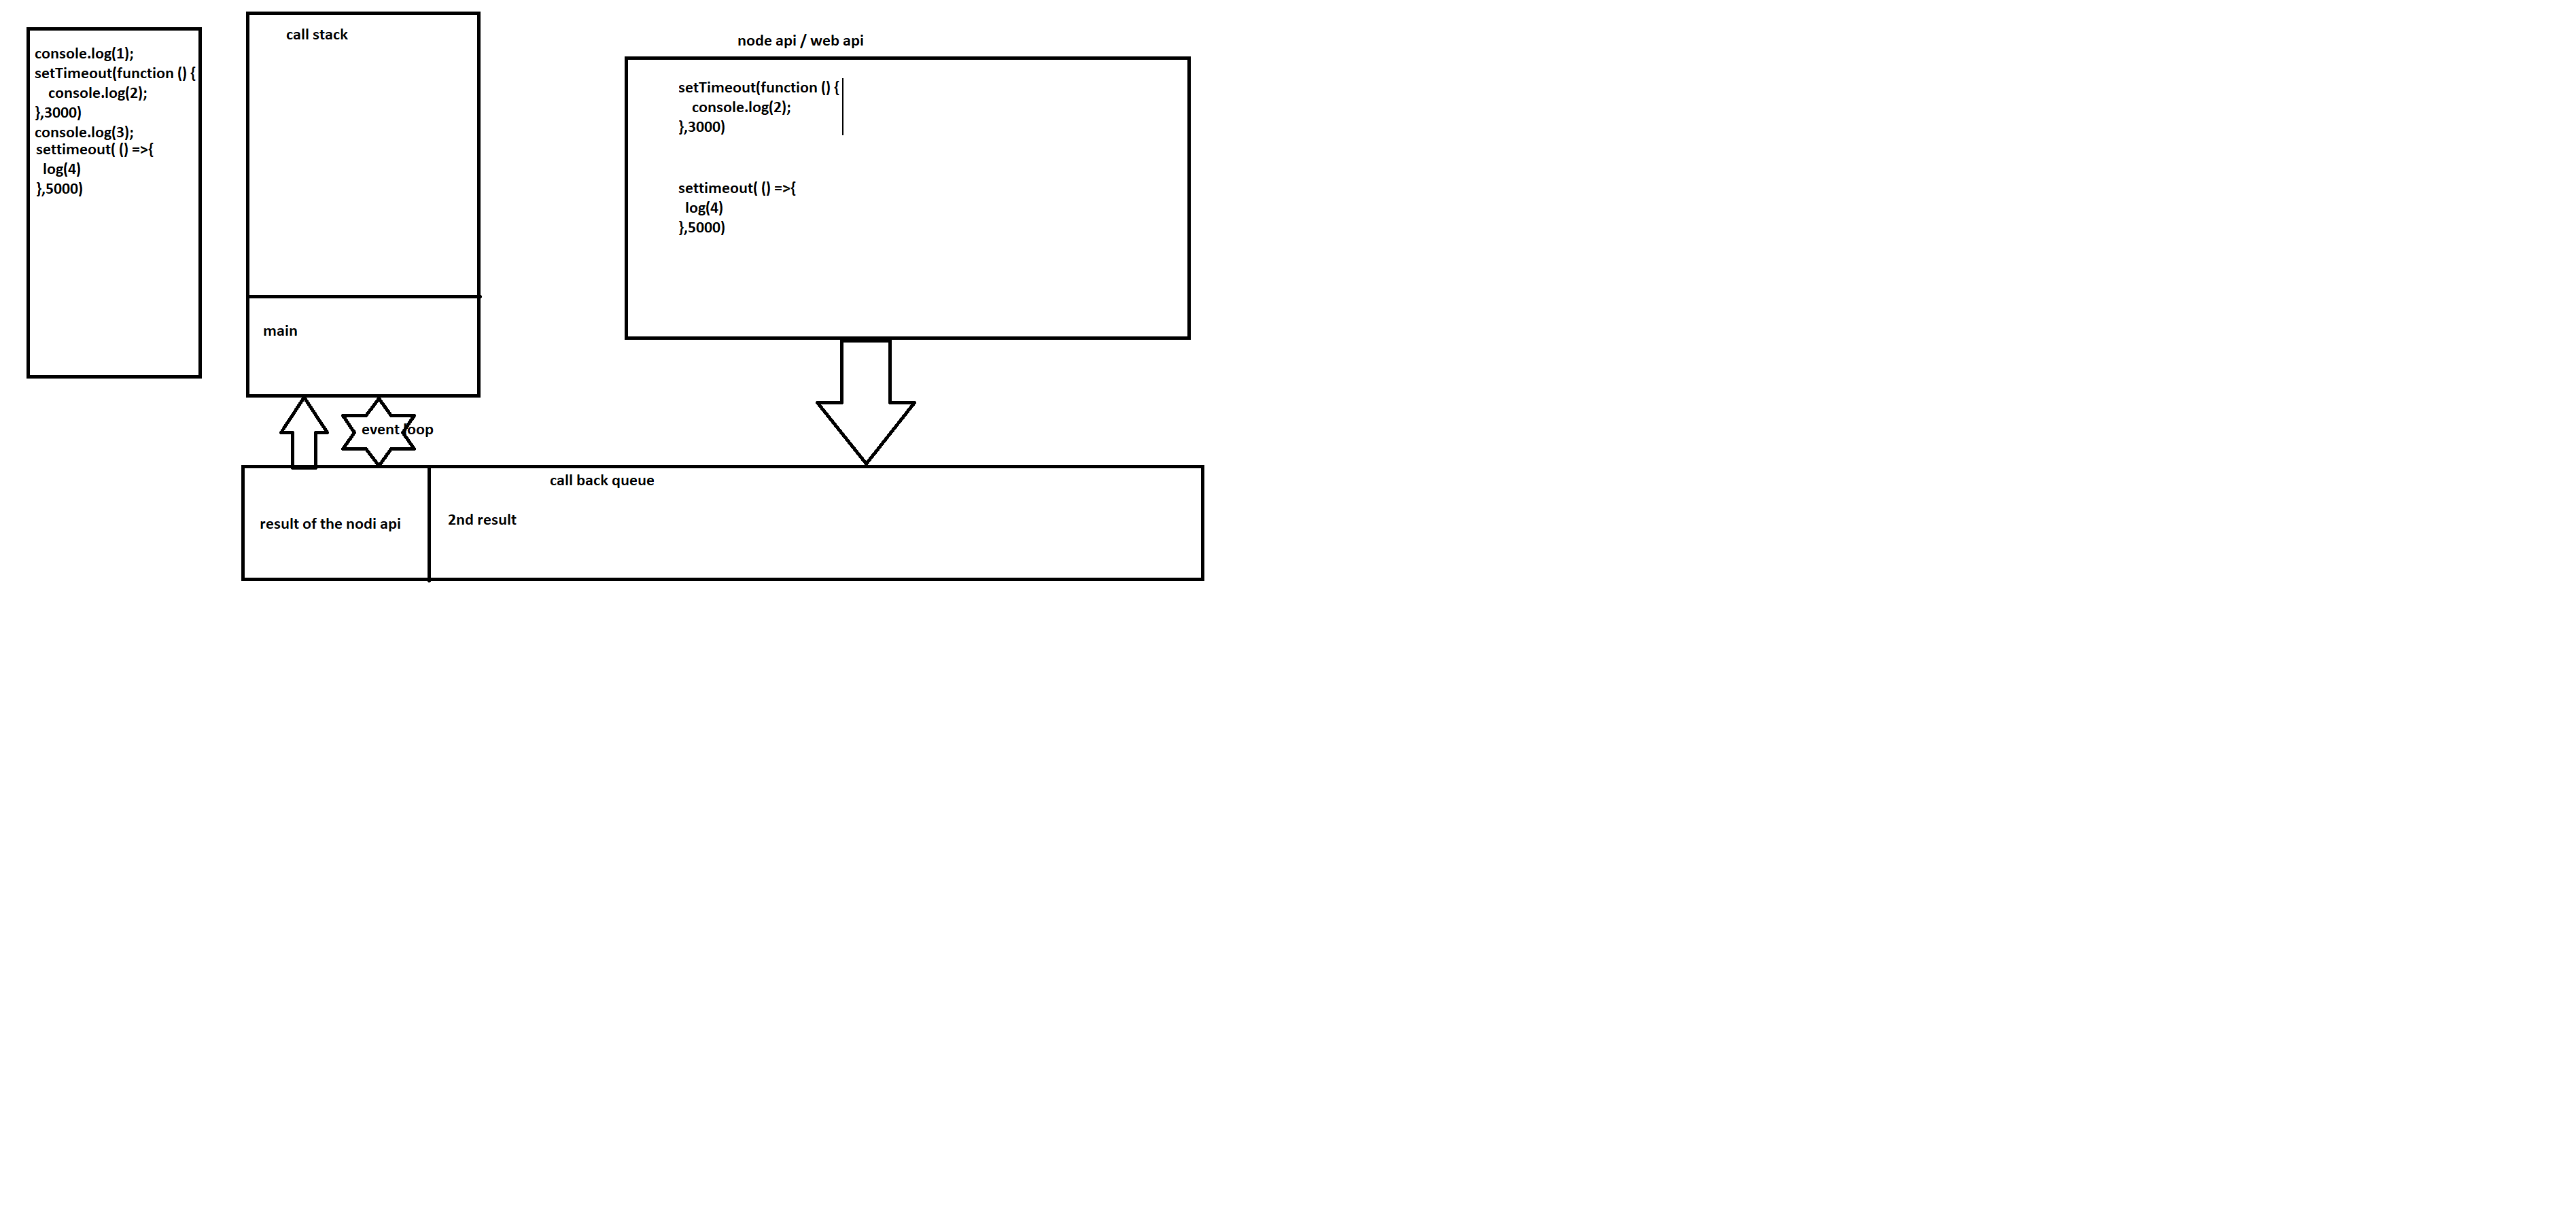 console.log(1);
setTimeout(function () {
console.log(2);
},3000)
console.log(3);
settimeout( () =>{
log(4)
},5000)
call stack
main
node api / web api
setTimeout(function () {
console.log(2);
},3000)
settimeout( () =>{
log(4)
},5000)
event loop
call back queue
result of the nodi api
2nd result